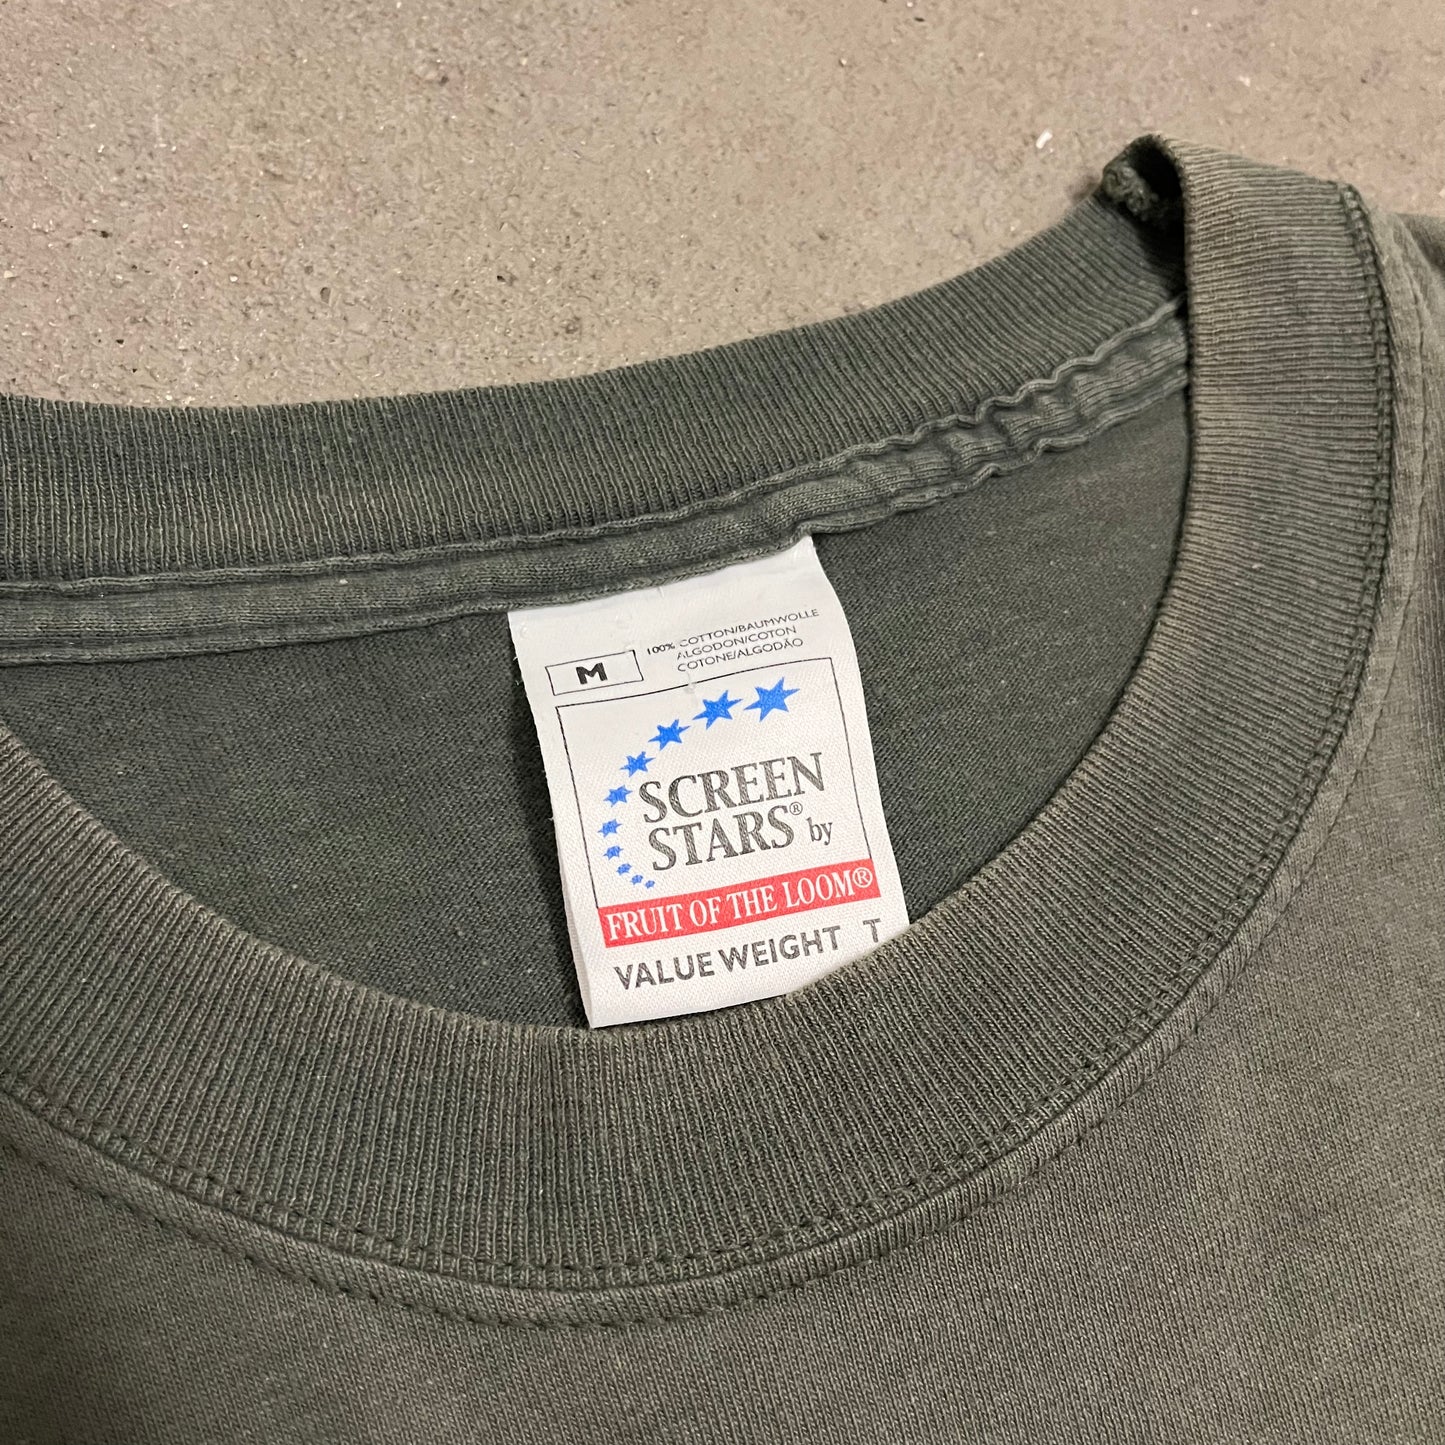 M
100% COTTON/BAUMWOLLE
ALGODON/COTON
COTONE/ALGODÃO
SCREEN
STARS® by
FRUIT OF THE LOOM®
VALUE WEIGHT T